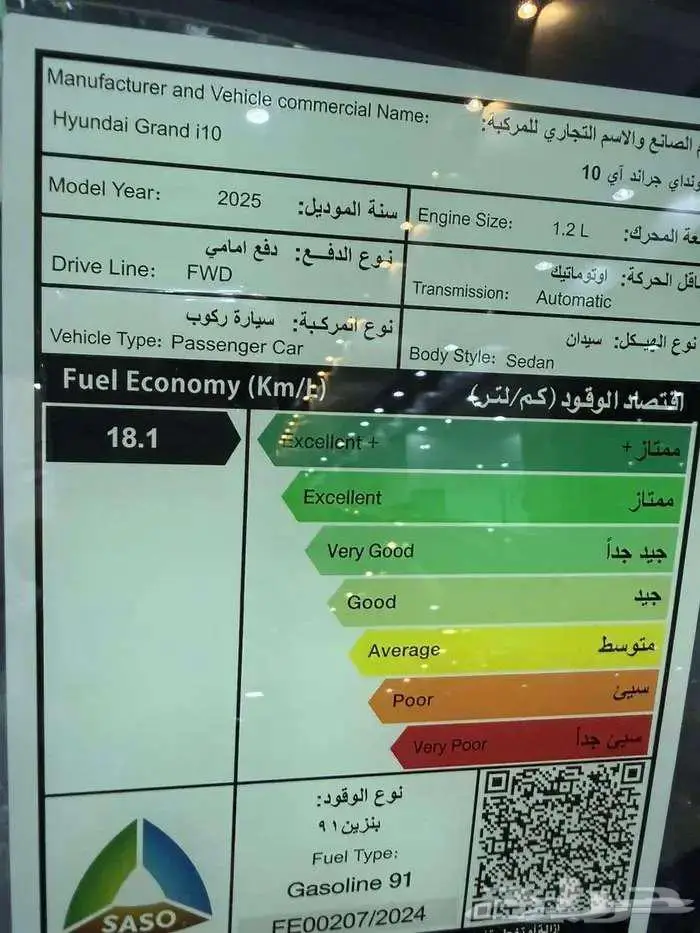 Manufacturer and Vehicle commercial Name:
الصانع والاسم التجاري للمركبة:
Hyundai Grand i10
جراند آي 10
Model Year: 2025 سنة الموديل:
Engine Size: 1.2 L المحرك:
نوع الدفع: دفع امامي
Drive Line: FWD
الحركة: اوتوماتيك
Transmission: Automatic
نوع المركبة: سيارة ركوب
Vehicle Type: Passenger Car
نوع الهيكل: سيدان
Body Style: Sedan
Fuel Economy (Km/L) اقتصاد الوقود (كم/لتر)
18.1
Excellent + ممتاز +
Excellent ممتاز
Very Good جيد جداً
Good جيد
Average متوسط
Poor سيئ
Very Poor سيئ جداً
نوع الوقود:
بنزين ٩١
Fuel Type:
Gasoline 91
FE00207/2024
SASO
حراج